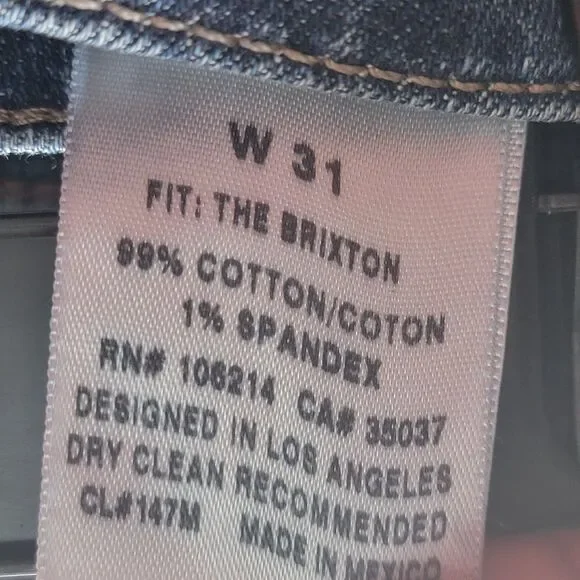 W 31
FIT: THE BRIXTON
99% COTTON/COTON
1% SPANDEX
RN# 106214 CA# 35037
DESIGNED IN LOS ANGELES
DRY CLEAN RECOMMENDED
CL#147M MADE IN MEXICO